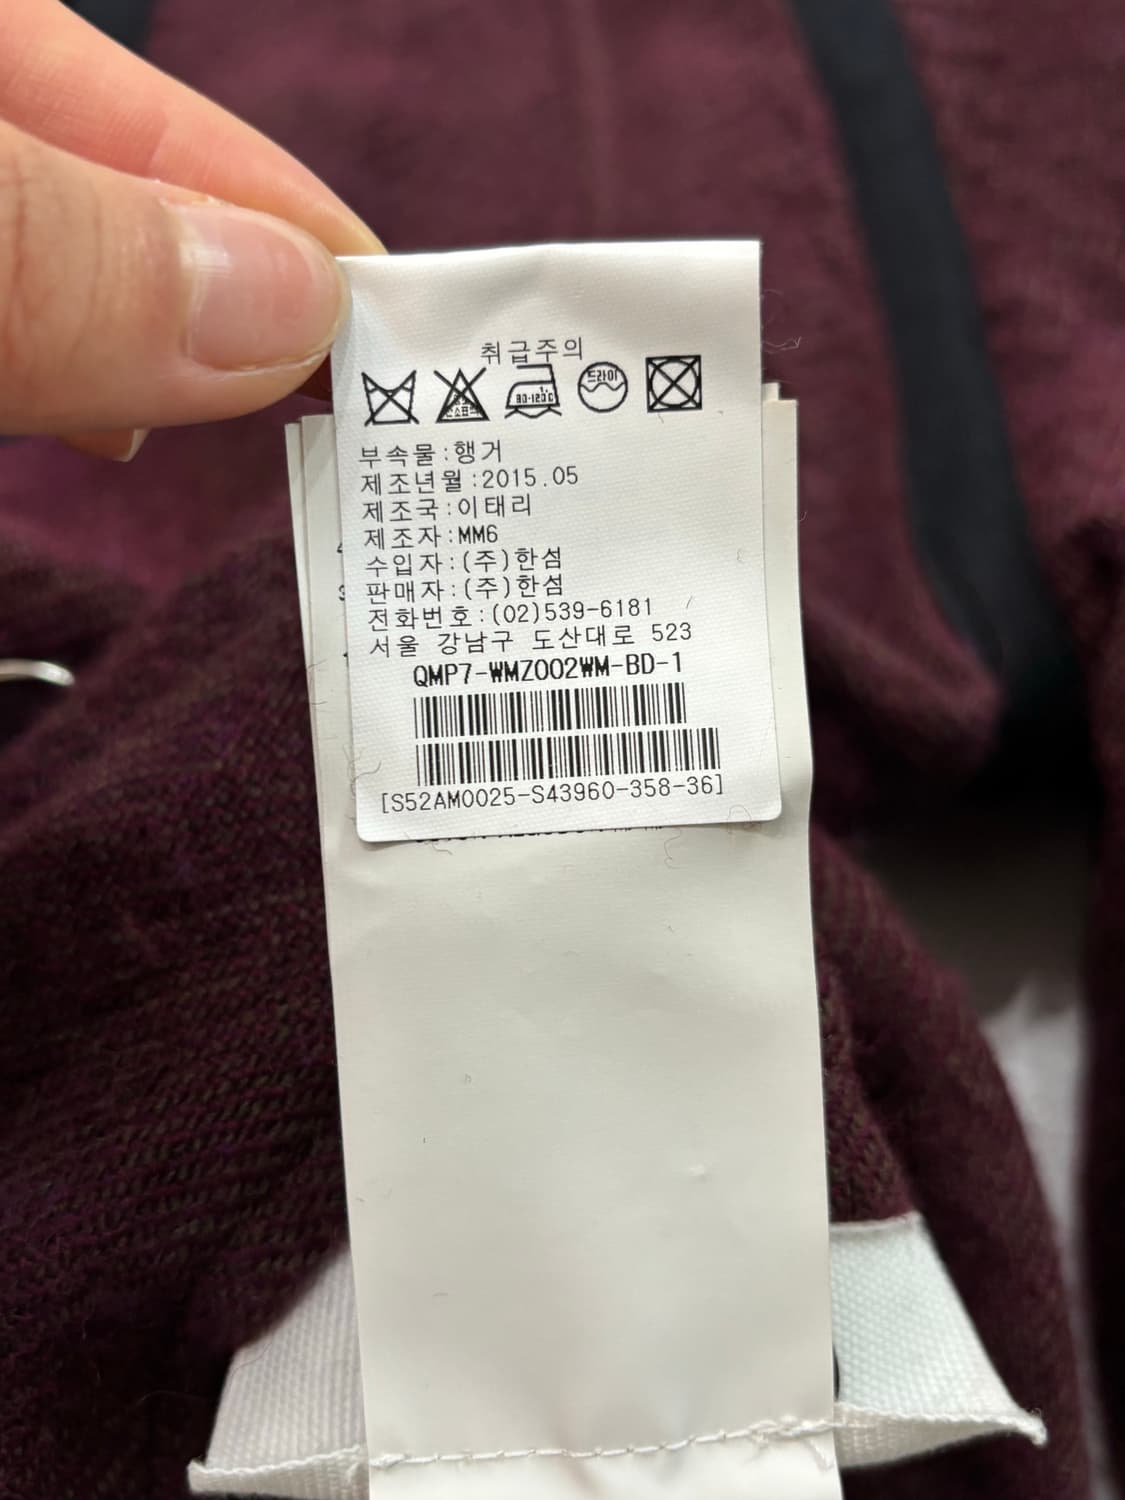 취급주의
80-120℃
드라이
부속물:행거
제조년월:2015.05
제조국:이태리
제조자:MM6
수입자:(주)한섬
판매자:(주)한섬
전화번호:(02)539-6181
서울 강남구 도산대로 523
QMP7-WMZ002WM-BD-1
[S52AM0025-S43960-358-36]